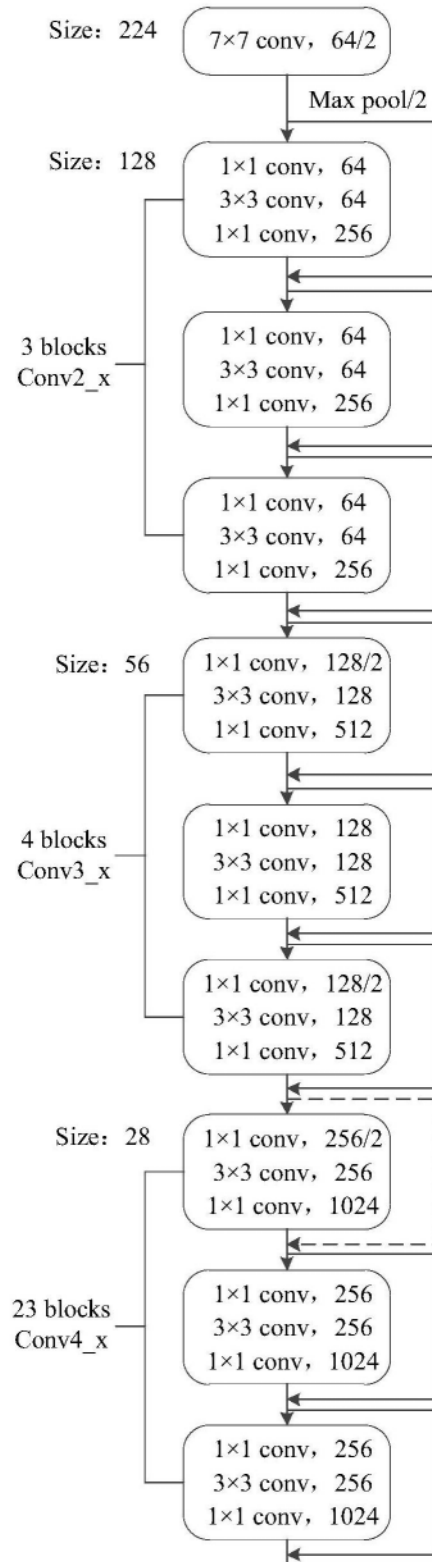 Size：224
7×7 conv，64/2
Max pool/2
Size：128
1×1 conv，64
3×3 conv，64
1×1 conv，256
3 blocks
Conv2_x
1×1 conv，64
3×3 conv，64
1×1 conv，256
1×1 conv，64
3×3 conv，64
1×1 conv，256
Size：56
1×1 conv，128/2
3×3 conv，128
1×1 conv，512
4 blocks
Conv3_x
1×1 conv，128
3×3 conv，128
1×1 conv，512
1×1 conv，128/2
3×3 conv，128
1×1 conv，512
Size：28
1×1 conv，256/2
3×3 conv，256
1×1 conv，1024
23 blocks
Conv4_x
1×1 conv，256
3×3 conv，256
1×1 conv，1024
1×1 conv，256
3×3 conv，256
1×1 conv，1024